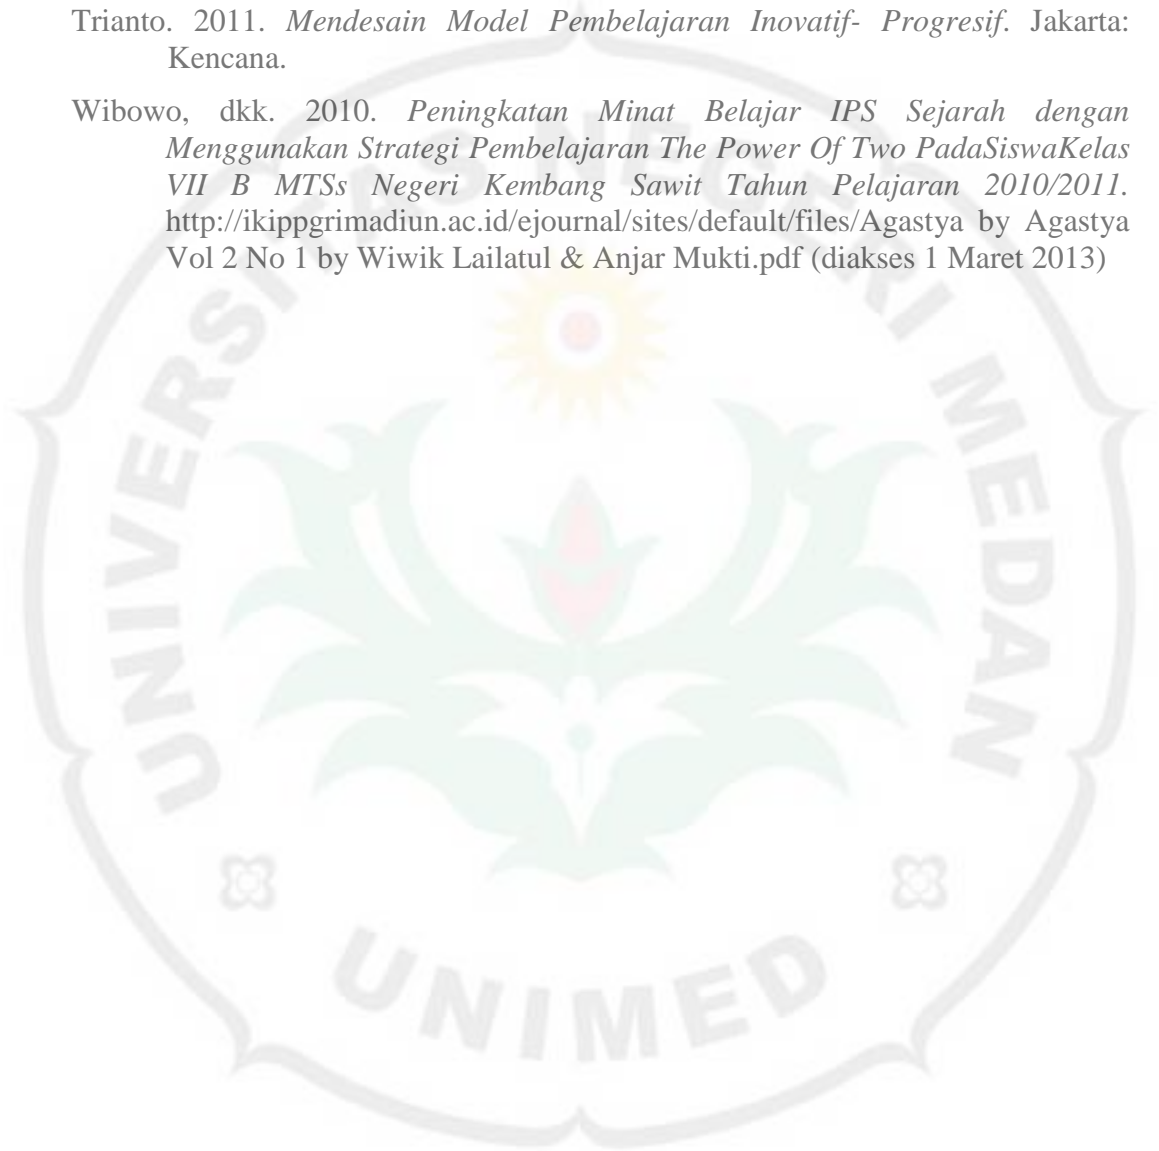 Trianto. 2011. Mendesain Model Pembelajaran Inovatif- Progresif. Jakarta:
Kencana.
Wibowo, dkk. 2010. Peningkatan Minat Belajar IPS Sejarah dengan
Menggunakan Strategi Pembelajaran The Power Of Two PadaSiswaKelas
VII B MTSs Negeri Kembang Sawit Tahun Pelajaran 2010/2011.
http://ikippgrimadiun.ac.id/ejournal/sites/default/files/Agastya by Agastya
Vol 2 No 1 by Wiwik Lailatul & Anjar Mukti.pdf (diakses 1 Maret 2013)
UNIVERSITAS NEGERI MEDAN
UNIMED